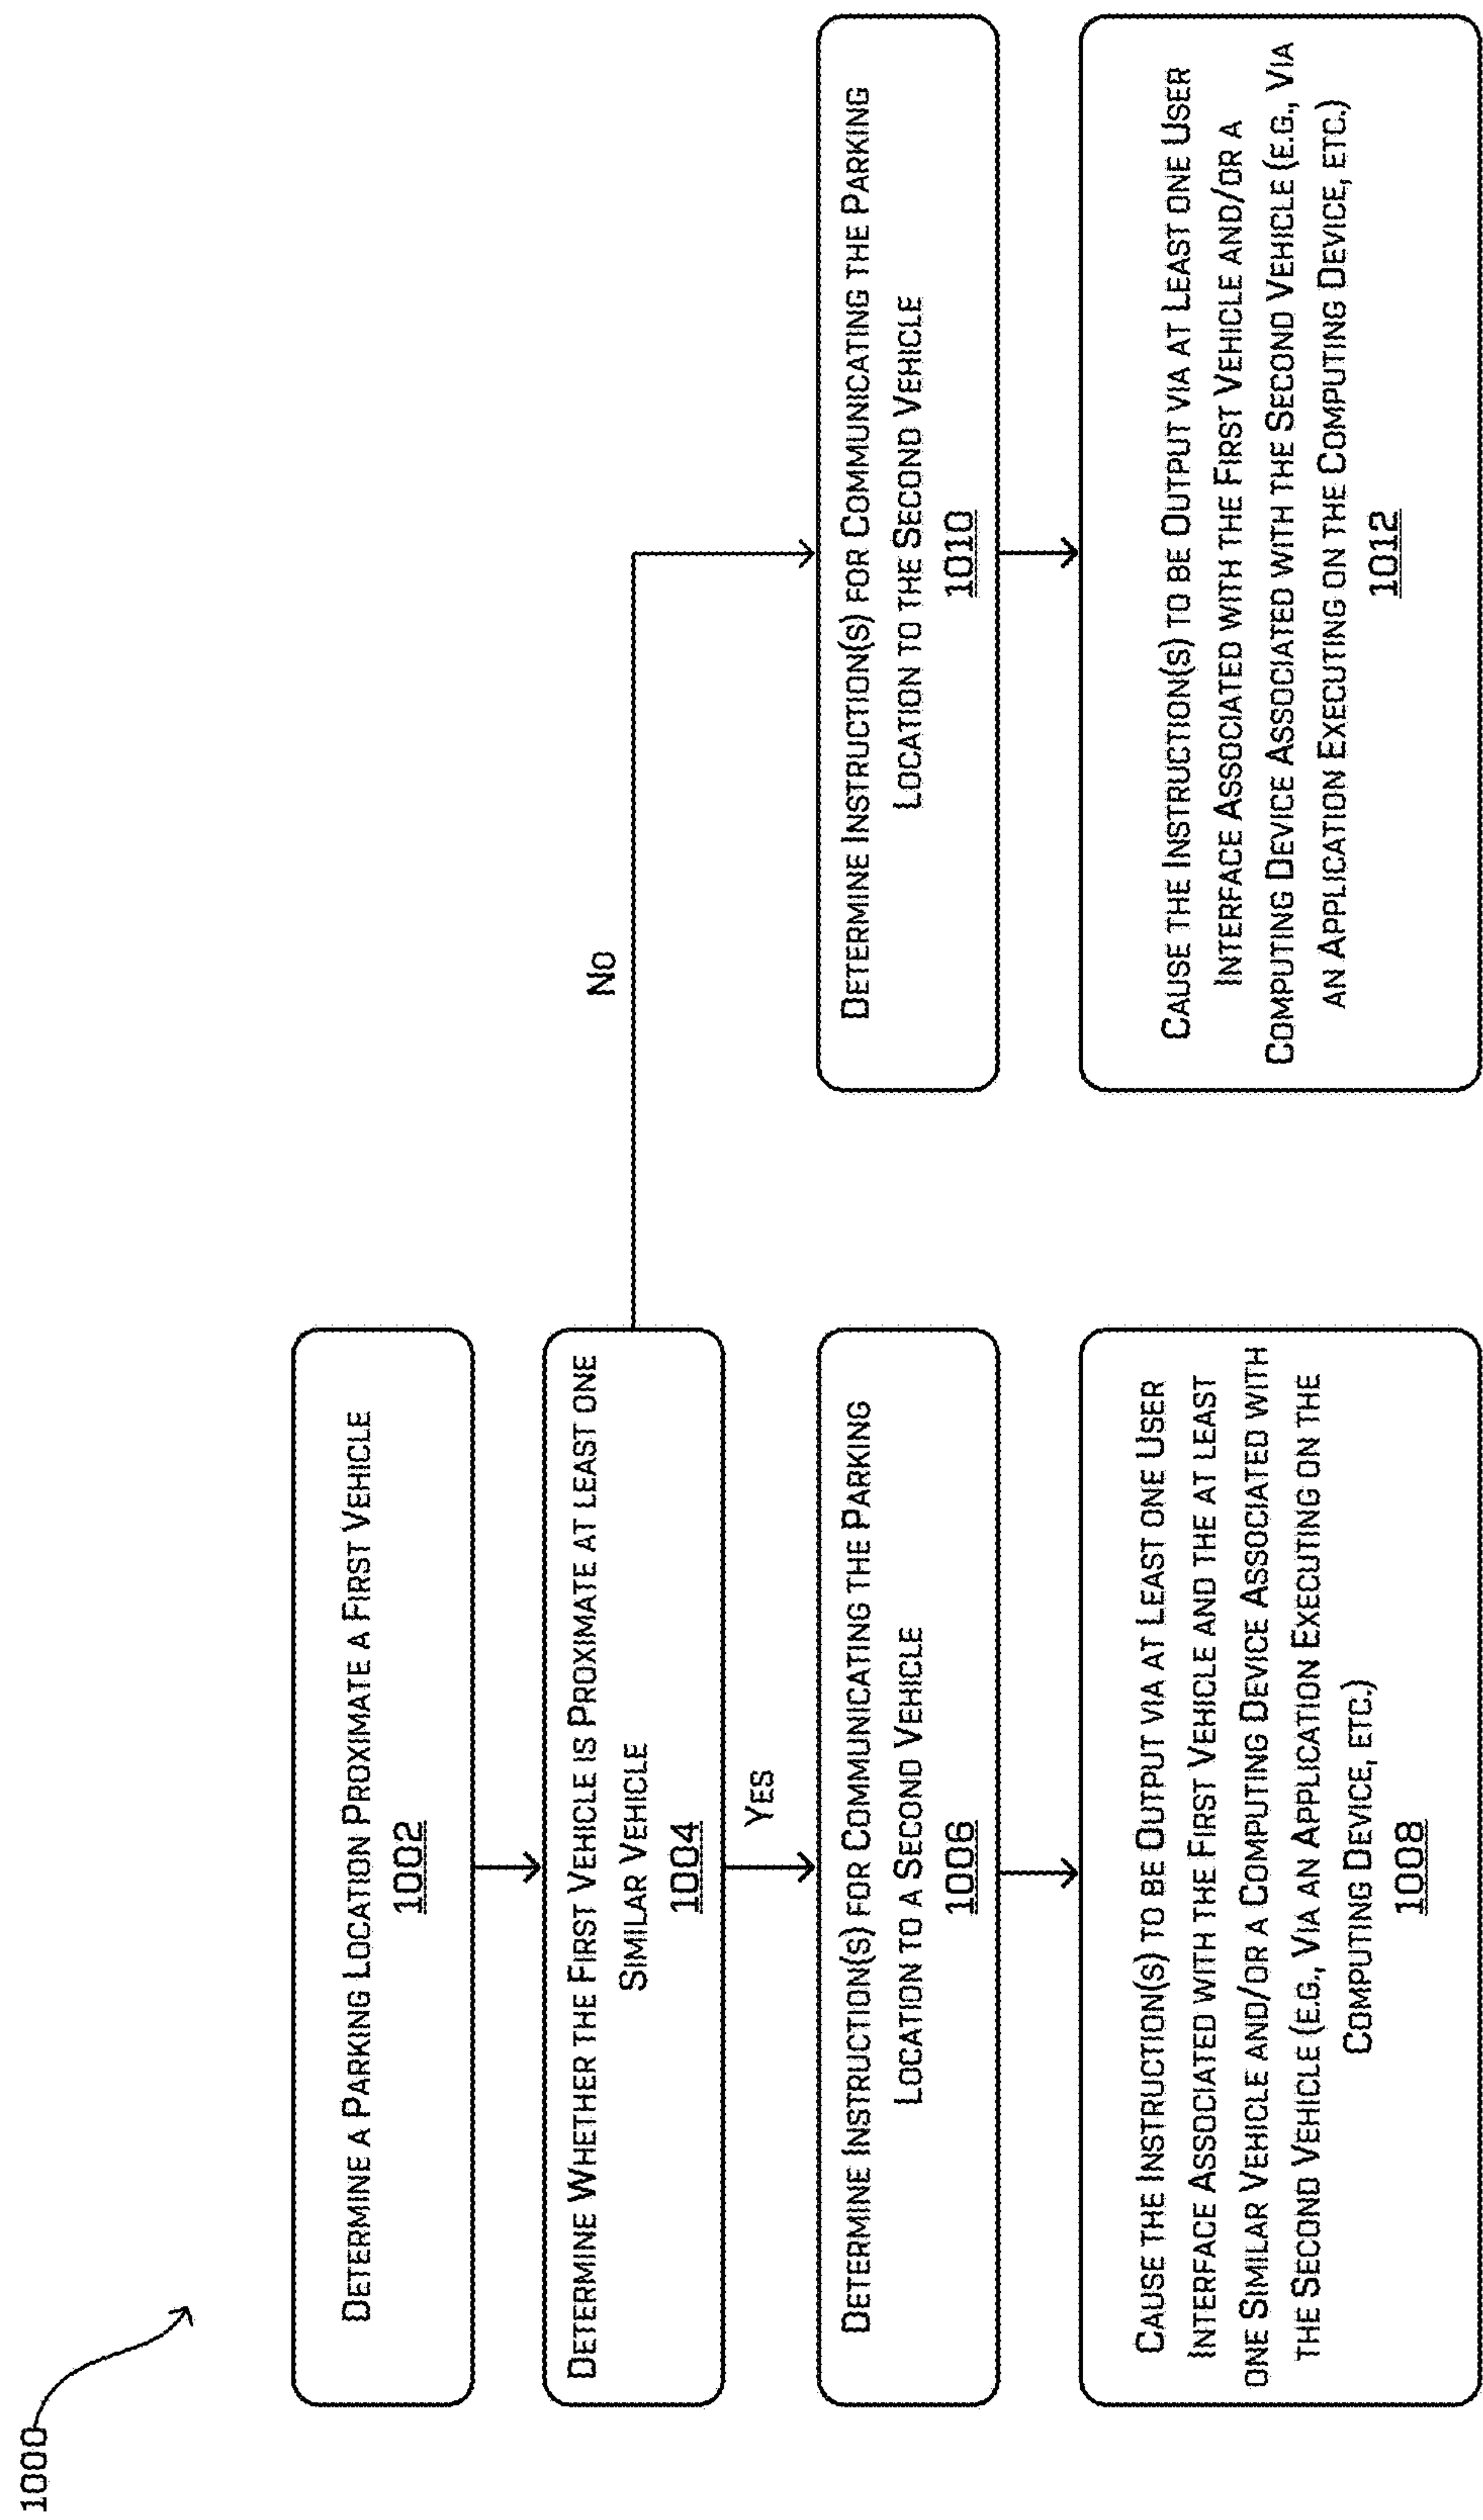 1000
DETERMINE A PARKING LOCATION PROXIMATE A FIRST VEHICLE
1002
DETERMINE WHETHER THE FIRST VEHICLE IS PROXIMATE AT LEAST ONE
SIMILAR VEHICLE
1004
YES
NO
DETERMINE INSTRUCTION(S) FOR COMMUNICATING THE PARKING
LOCATION TO A SECOND VEHICLE
1006
CAUSE THE INSTRUCTION(S) TO BE OUTPUT VIA AT LEAST ONE USER
INTERFACE ASSOCIATED WITH THE FIRST VEHICLE AND THE AT LEAST
ONE SIMILAR VEHICLE AND/OR A COMPUTING DEVICE ASSOCIATED WITH
THE SECOND VEHICLE (E.G., VIA AN APPLICATION EXECUTING ON THE
COMPUTING DEVICE, ETC.)
1008
DETERMINE INSTRUCTION(S) FOR COMMUNICATING THE PARKING
LOCATION TO THE SECOND VEHICLE
1010
CAUSE THE INSTRUCTION(S) TO BE OUTPUT VIA AT LEAST ONE USER
INTERFACE ASSOCIATED WITH THE FIRST VEHICLE AND/OR A
COMPUTING DEVICE ASSOCIATED WITH THE SECOND VEHICLE (E.G., VIA
AN APPLICATION EXECUTING ON THE COMPUTING DEVICE, ETC.)
1012